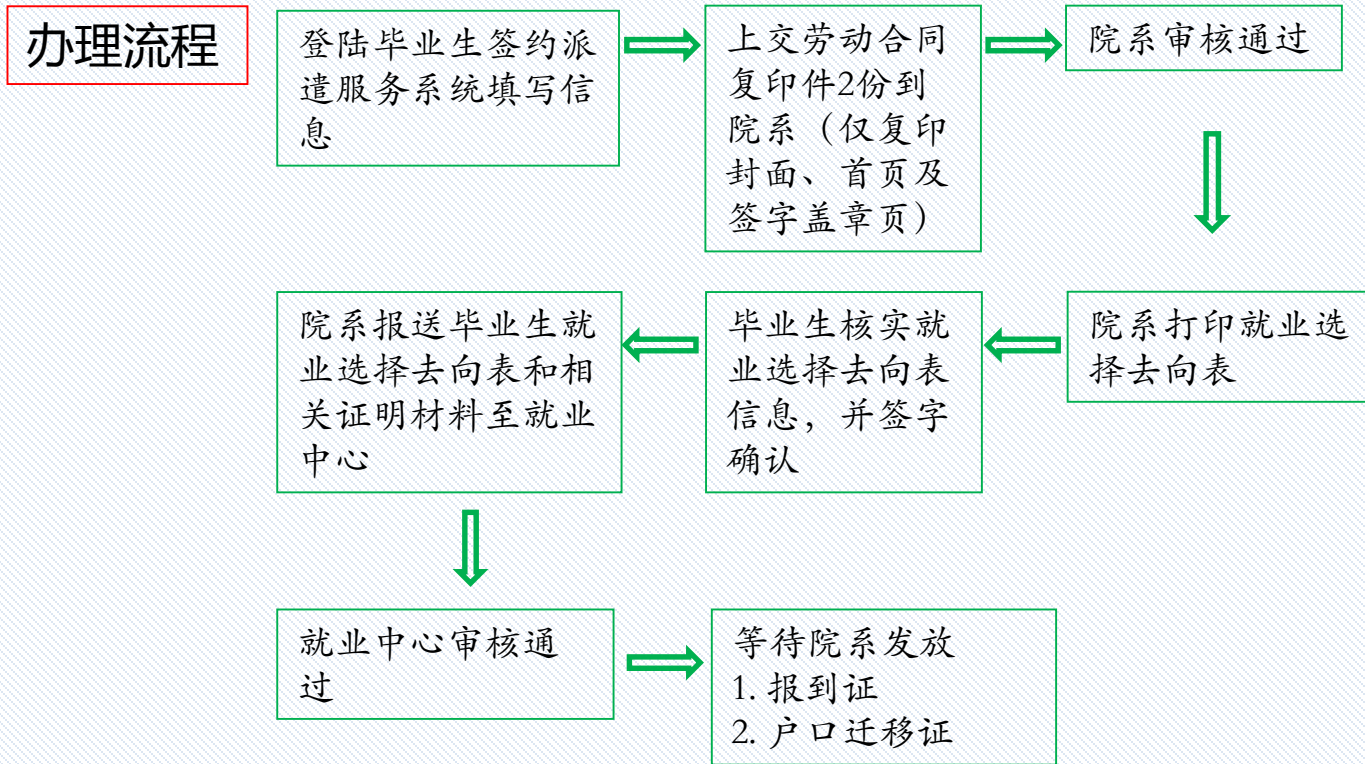 办理流程
登陆毕业生签约派
遣服务系统填写信
息
上交劳动合同
复印件2份到
院系（仅复印
封面、首页及
签字盖章页）
院系审核通过
院系打印就业选
择去向表
毕业生核实就
业选择去向表
信息，并签字
确认
院系报送毕业生就
业选择去向表和相
关证明材料至就业
中心
就业中心审核通
过
等待院系发放
1. 报到证
2. 户口迁移证